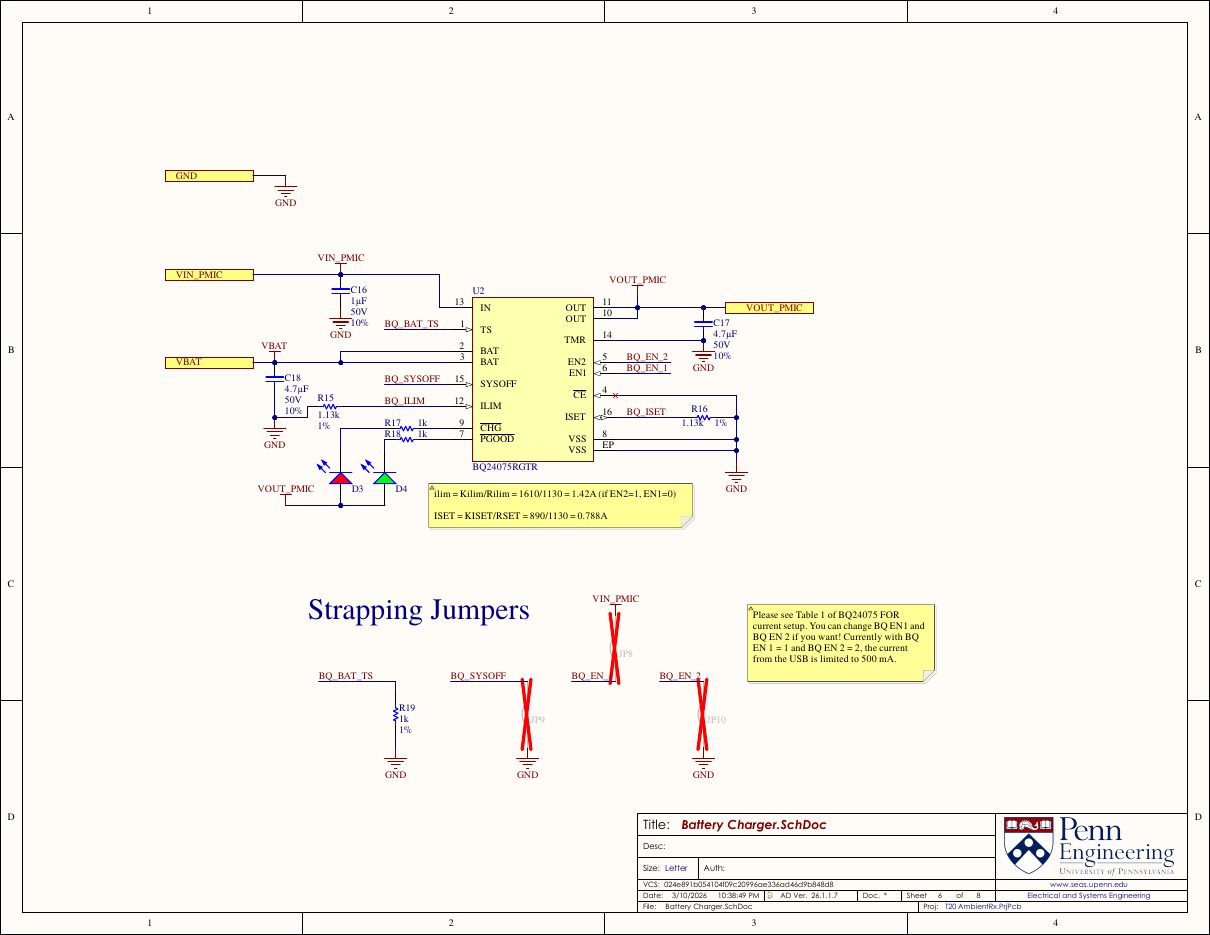 1 2 3 4
A A
GND
GND
VIN_PMIC
VIN_PMIC
C16
1µF
50V
10%
GND
VOUT_PMIC
U2
13 IN
BQ_BAT_TS 1 TS
2 BAT
3 BAT
BQ_SYSOFF 15 SYSOFF
BQ_ILIM 12 ILIM
9 CHG
7 PGOOD
OUT 11
OUT 10
TMR 14
EN2 5 BQ_EN_2
EN1 6 BQ_EN_1
CE 4
ISET 16 BQ_ISET
VSS 8
VSS EP
BQ24075RGTR
VOUT_PMIC
C17
4.7µF
50V
10%
GND
B B
VBAT
VBAT
C18
4.7µF
50V
10%
GND
R15
1.13k
1%
R17 1k
R18 1k
R16
1.13k 1%
GND
VOUT_PMIC
D3 D4
ilim = Kilim/Rilim = 1610/1130 = 1.42A (if EN2=1, EN1=0)
ISET = KISET/RSET = 890/1130 = 0.788A
C C
Strapping Jumpers
VIN_PMIC
JP8
BQ_BAT_TS
BQ_SYSOFF
BQ_EN_
BQ_EN_2
R19
1k
1%
GND
JP9
GND
JP10
GND
Please see Table 1 of BQ24075 FOR
current setup. You can change BQ EN1 and
BQ EN 2 if you want! Currently with BQ
EN 1 = 1 and BQ EN 2 = 2, the current
from the USB is limited to 500 mA.
D D
Title: Battery Charger.SchDoc
Desc:
Size: Letter Auth:
VCS: 024e891b054104f09c20996ae336ad46d9b848d8
Date: 3/10/2026 10:38:49 PM AD Ver. 26.1.1.7 Doc. * Sheet 6 of 8
File: Battery Charger.SchDoc
Penn
Engineering
UNIVERSITY of PENNSYLVANIA
www.seas.upenn.edu
Electrical and Systems Engineering
Proj: T20 AmbientRx.PrjPcb
1 2 3 4